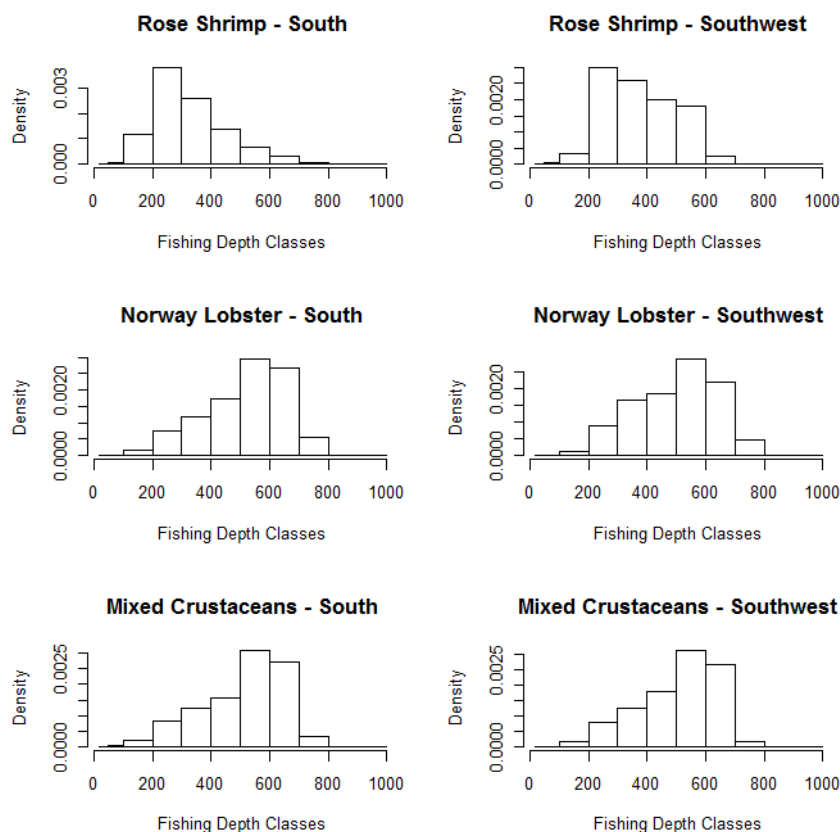 Rose Shrimp - South
Density
0.000
0.003
0 200 400 600 800 1000
Fishing Depth Classes
Rose Shrimp - Southwest
Density
0.0000
0.0020
0 200 400 600 800 1000
Fishing Depth Classes
Norway Lobster - South
Density
0.0000
0.0020
0 200 400 600 800 1000
Fishing Depth Classes
Norway Lobster - Southwest
Density
0.0000
0.0020
0 200 400 600 800 1000
Fishing Depth Classes
Mixed Crustaceans - South
Density
0.0000
0.0025
0 200 400 600 800 1000
Fishing Depth Classes
Mixed Crustaceans - Southwest
Density
0.0000
0.0025
0 200 400 600 800 1000
Fishing Depth Classes